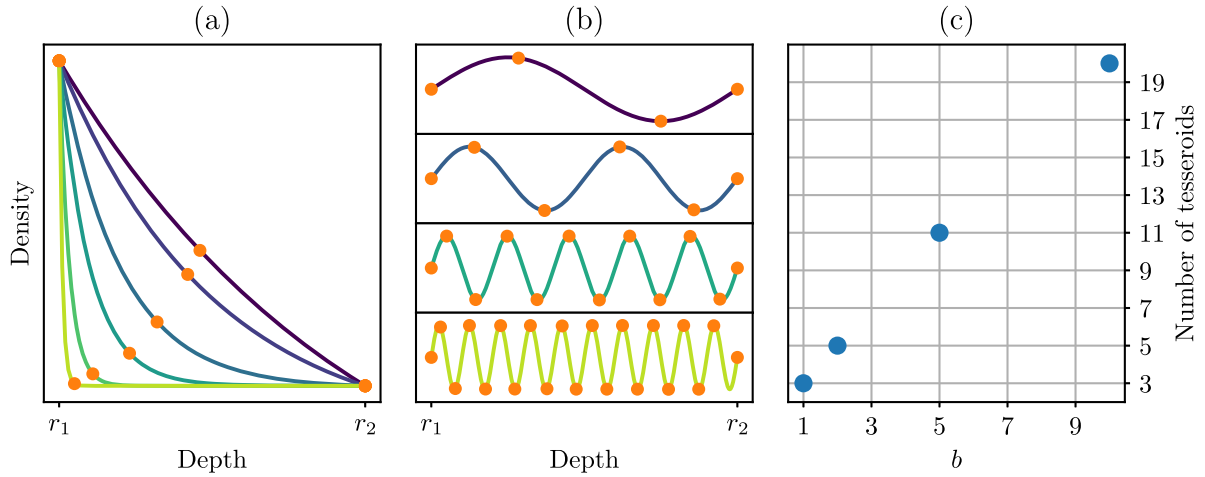 (a)
(b)
(c)
Density
r1
r2
Depth
r1
r2
Depth
1
3
5
7
9
b
19
17
15
13
11
9
7
5
3
Number of tesseroids